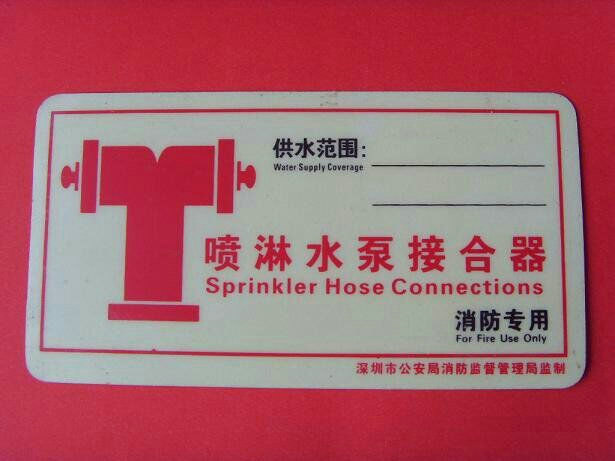 供水范围:
Water Supply Coverage
喷淋水泵接合器
Sprinkler Hose Connections
消防专用
For Fire Use Only
深圳市公安局消防监督管理局监制